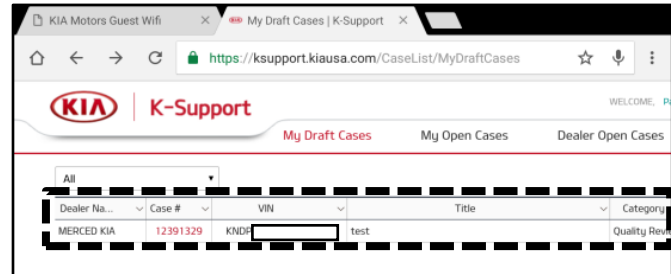 KIA Motors Guest Wifi
My Draft Cases | K-Support
https://ksupport.kiausa.com/CaseList/MyDraftCases
KIA K-Support
WELCOME,
My Draft Cases My Open Cases Dealer Open Cases
All
Dealer Na... Case # VIN Title Category
MERCED KIA 12391329 KNDP test Quality